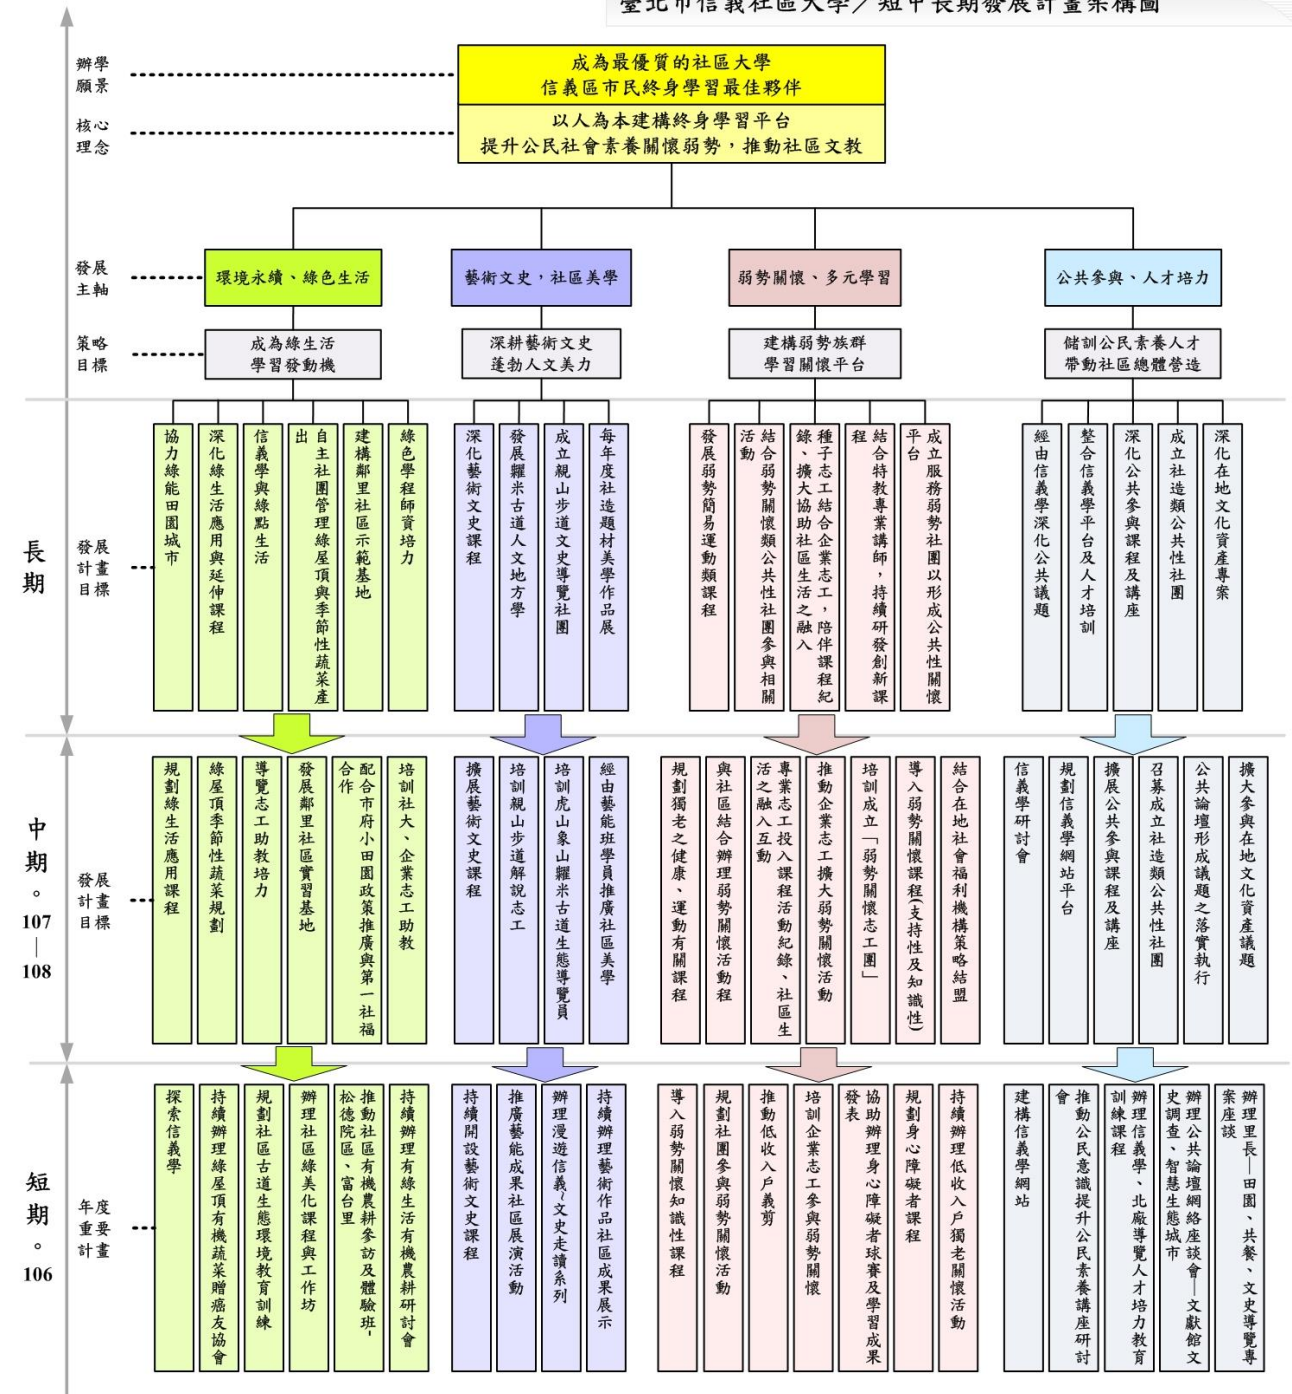 臺北市信義社區大學／短中長期發展計畫架構圖
辦學
願景
成為最優質的社區大學
信義區市民終身學習最佳夥伴
核心
理念
以人為本建構終身學習平台
提升公民社會素養關懷弱勢，推動社區文教
發展
主軸
環境永續、綠色生活
藝術文史，社區美學
弱勢關懷、多元學習
公共參與、人才培力
策略
目標
成為綠生活
學習發動機
深耕藝術文史
蓬勃人文美力
建構弱勢族群
學習關懷平台
儲訓公民素養人才
帶動社區總體營造
長期
發展
計畫
目標
協力綠能田園城市
深化綠生活應用與延伸課程
信義學與綠點生活
自主社團管理綠屋頂與季節性蔬菜產
出
建構鄰里社區示範基地
綠色學程師資培力
深化藝術文史課程
發展糶米古道人文地方學
成立親山步道文史導覽社團
每年度社造題材美學作品展
發展弱勢簡易運動類課程
結合弱勢關懷類公共性社團參與相關
活動
種子志工結合企業志工，陪伴課程紀
錄、擴大協助社區生活之融入
結合特教專業講師，持續研發創新課
程
成立服務弱勢社團以形成公共性關懷
平台
經由信義學深化公共議題
整合信義學平台及人才培訓
深化公共參與課程及講座
成立社造類公共性社團
深化在地文化資產專案
中期。
107
｜
108
發展
計畫
目標
規劃綠生活應用課程
綠屋頂季節性蔬菜規劃
導覽志工助教培力
發展鄰里社區實習基地
配合市府小田園政策推廣與第一社福
合作
培訓社大、企業志工助教
擴展藝術文史課程
培訓親山步道解說志工
培訓虎山象山糶米古道生態導覽員
經由藝能班學員推廣社區美學
規劃獨老之健康、運動有關課程
與社區結合辦理弱勢關懷活動程
專業志工投入課程活動紀錄、社區生
活之融入互動
推動企業志工擴大弱勢關懷活動
培訓成立「弱勢關懷志工團」
導入弱勢關懷課程(支持性及知識性)
結合在地社會福利機構策略結盟
信義學研討會
規劃信義學網站平台
擴展公共參與課程及講座
召募成立社造類公共性社團
公共論壇形成議題之落實執行
擴大參與在地文化資產議題
短期。
106
年度
重要
計畫
探索信義學
持續辦理綠屋頂有機蔬菜贈癌友協會
規劃社區古道生態環境教育訓練
辦理社區綠美化課程與工作坊
推動社區有機農耕參訪及體驗班-
松德院區、富台里
持續辦理有綠生活有機農耕研討會
持續開設藝術文史課程
推廣藝能成果社區展演活動
辦理漫遊信義~文史走讀系列
持續辦理藝術作品社區成果展示
導入弱勢關懷知識性課程
規劃社團參與弱勢關懷活動
推動低收入戶義剪
培訓企業志工參與弱勢關懷
協助辦理身心障礙者球賽及學習成果
發表
規劃身心障礙者課程
持續辦理低收入戶獨老關懷活動
建構信義學網站
推動公民意識提升公民素養講座研討
會
辦理信義學、北廠導覽人才培力教育
訓練課程
辦理公共論壇網絡座談會—文獻館文
史調查、智慧生態城市
辦理里長—田園、共餐、文史導覽專
案座談